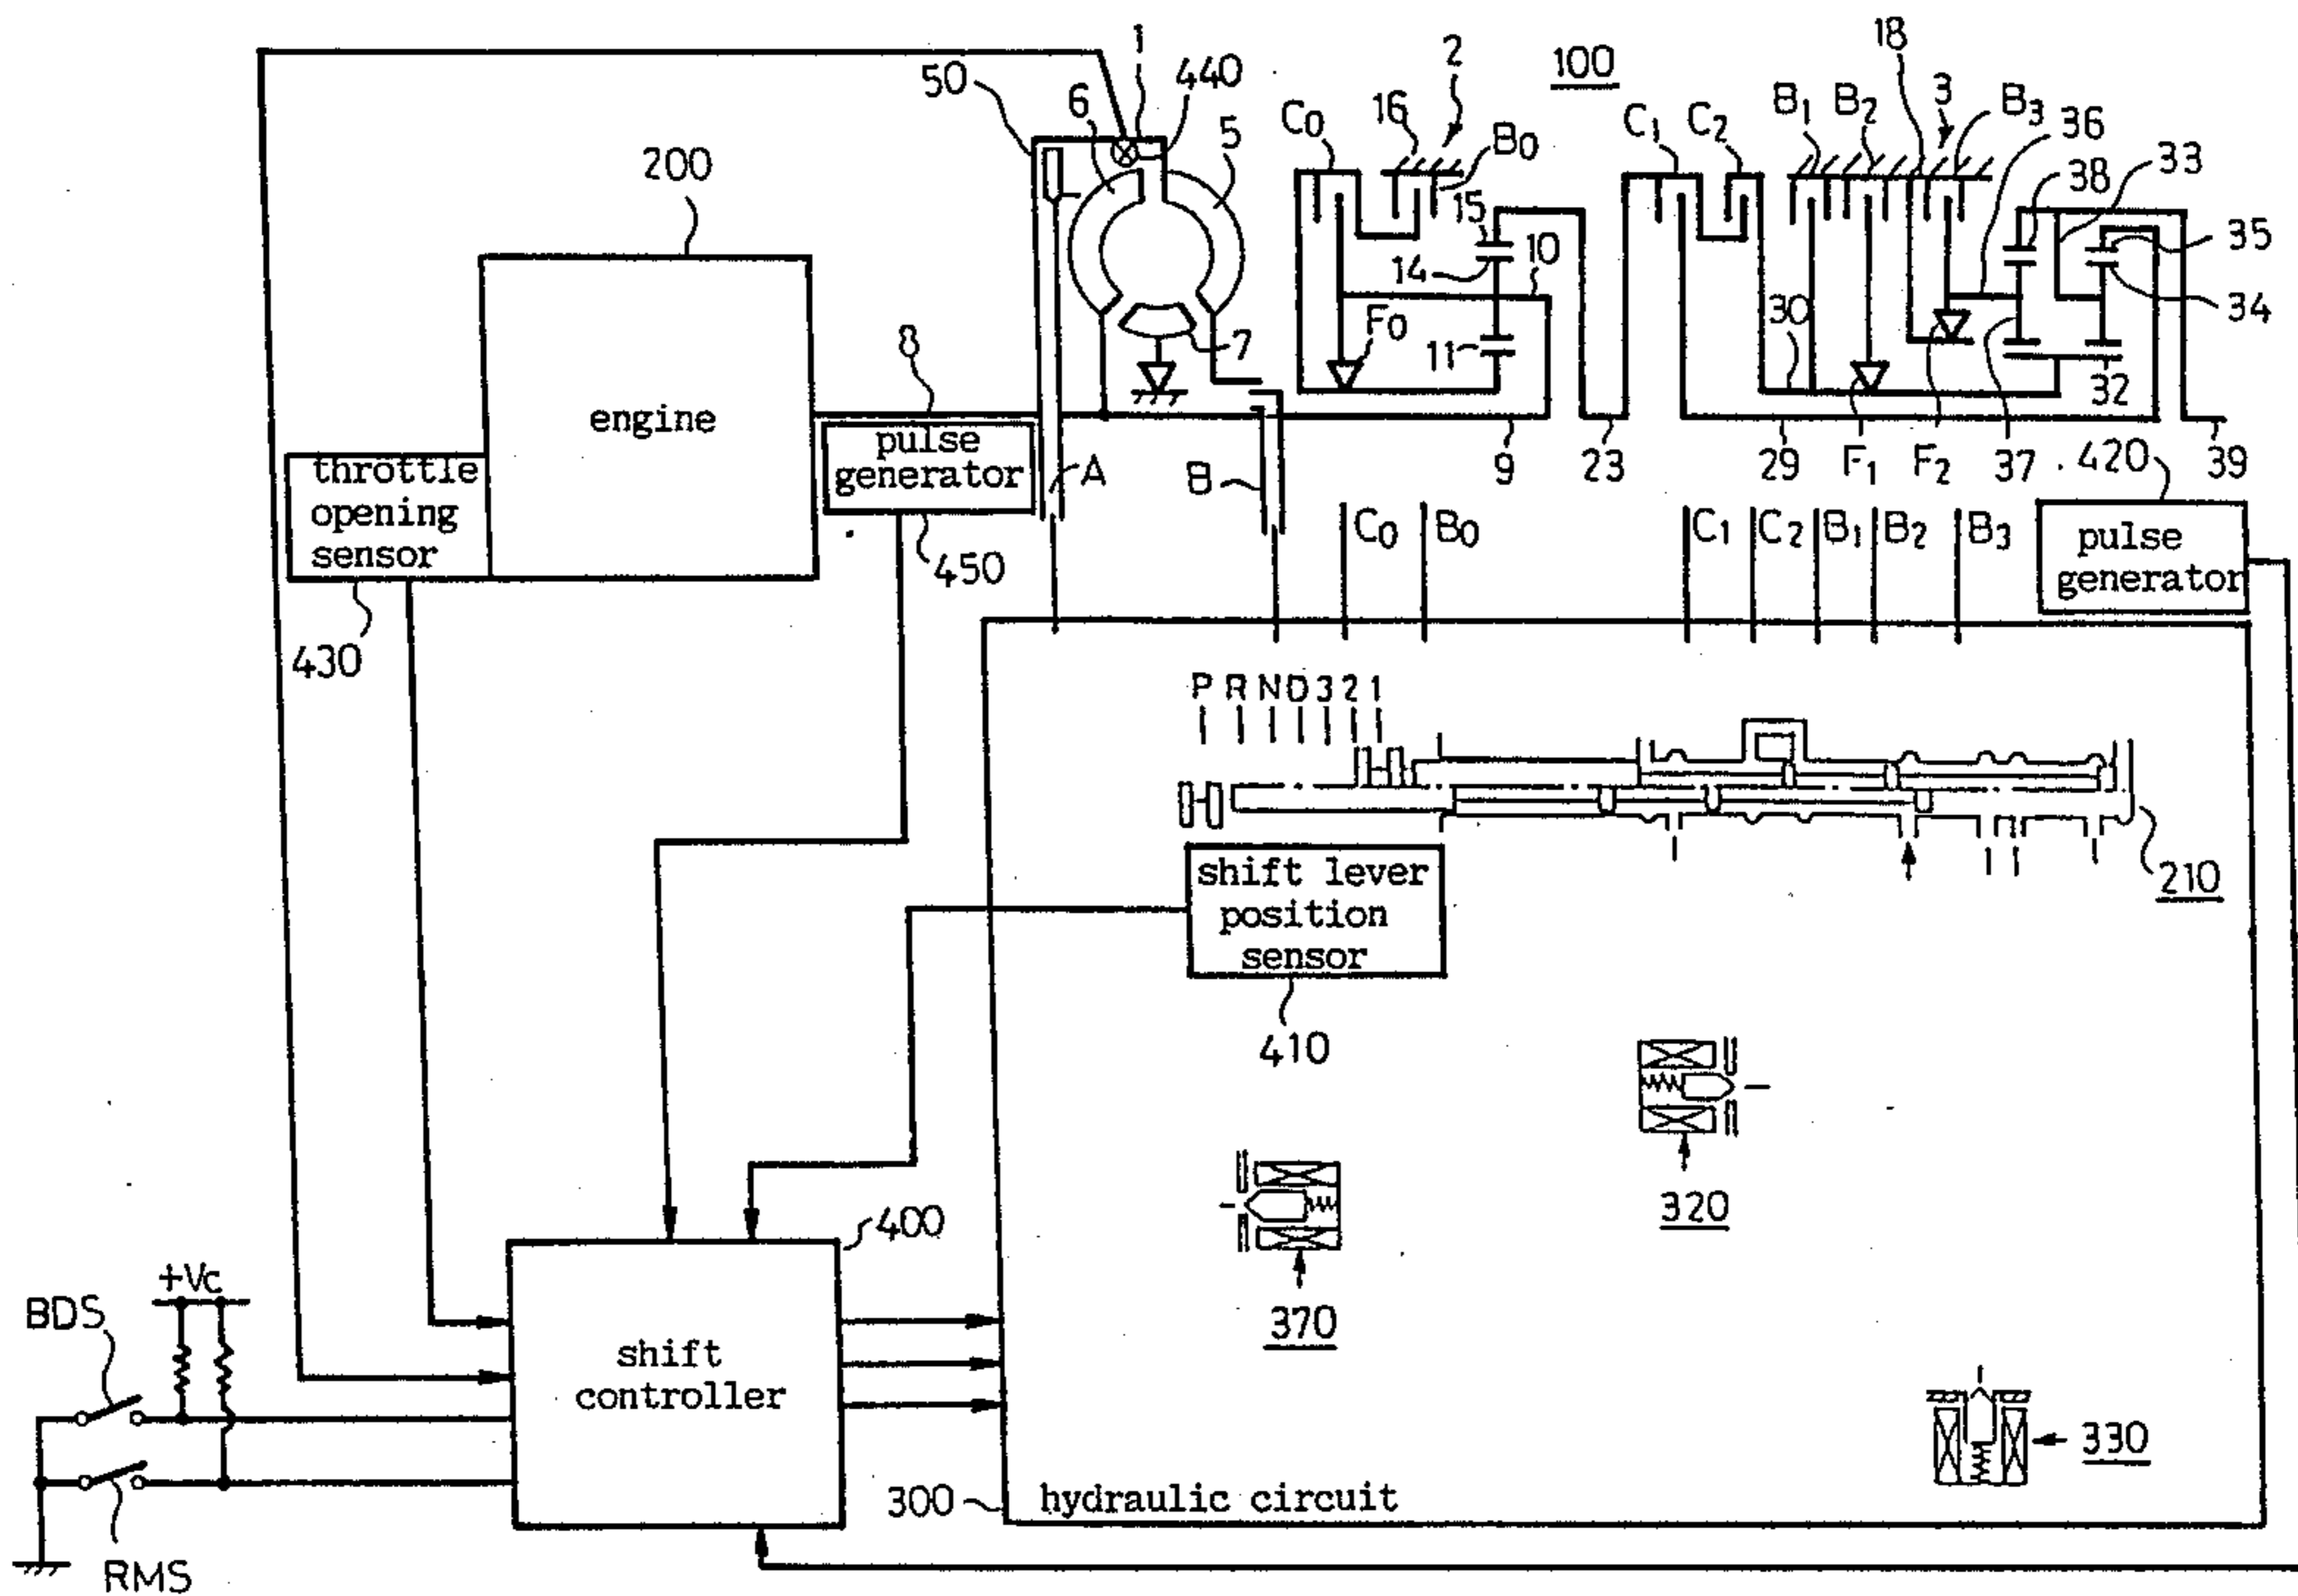 1
2
100
18
50
6
440
5
C0
16
B0
C1
C2
B1
B2
3
B3
36
33
38
200
15
10
35
14
34
8
F0
11
7
30
32
engine
pulse
generator
throttle
opening
sensor
A
B
9
23
29
F1
F2
37
420
39
450
C0
B0
C1
C2
B1
B2
B3
pulse
generator
430
P R N D 3 2 1
shift lever
position
sensor
210
410
320
400
370
+Vc
BDS
shift
controller
330
300
hydraulic circuit
RMS